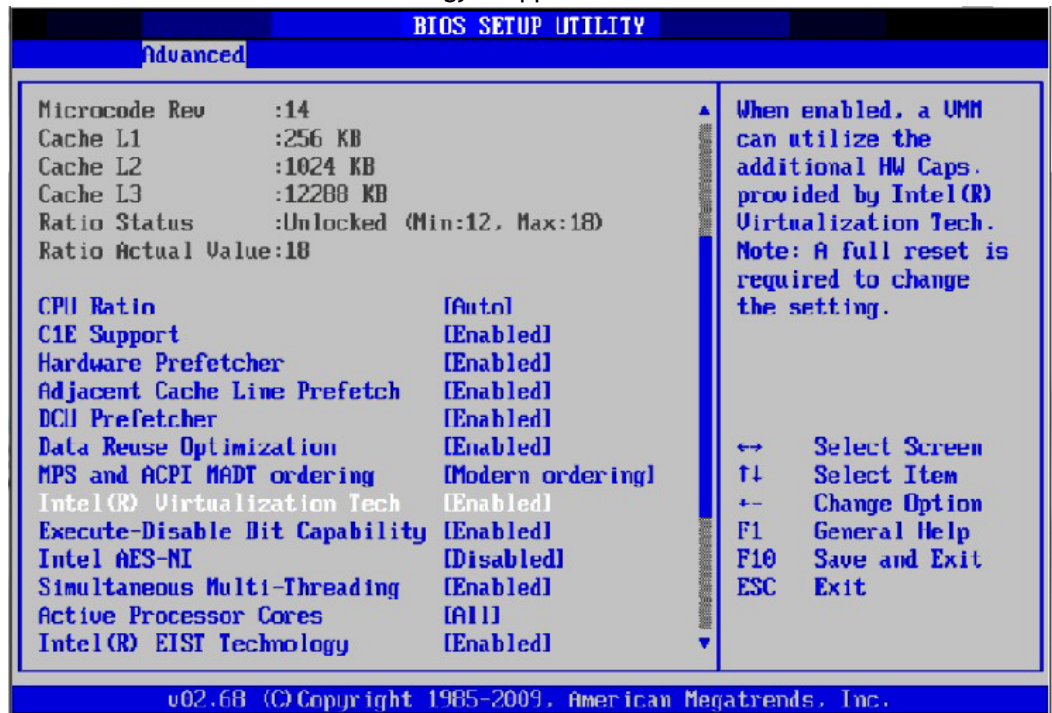 BIOS SETUP UTILITY
Advanced
Microcode Rev :14
Cache L1 :256 KB
Cache L2 :1024 KB
Cache L3 :12288 KB
Ratio Status :Unlocked (Min:12, Max:18)
Ratio Actual Value:18
CPU Ratio [Auto]
C1E Support [Enabled]
Hardware Prefetcher [Enabled]
Adjacent Cache Line Prefetch [Enabled]
DCU Prefetcher [Enabled]
Data Reuse Optimization [Enabled]
MPS and ACPI MADT ordering [Modern ordering]
Intel(R) Virtualization Tech [Enabled]
Execute-Disable Bit Capability [Enabled]
Intel AES-NI [Disabled]
Simultaneous Multi-Threading [Enabled]
Active Processor Cores [All]
Intel(R) EIST Technology [Enabled]
When enabled, a VMM
can utilize the
additional HW Caps.
provided by Intel(R)
Virtualization Tech.
Note: A full reset is
required to change
the setting.
↔ Select Screen
↑↓ Select Item
+- Change Option
F1 General Help
F10 Save and Exit
ESC Exit
v02.68 (C)Copyright 1985-2009, American Megatrends, Inc.